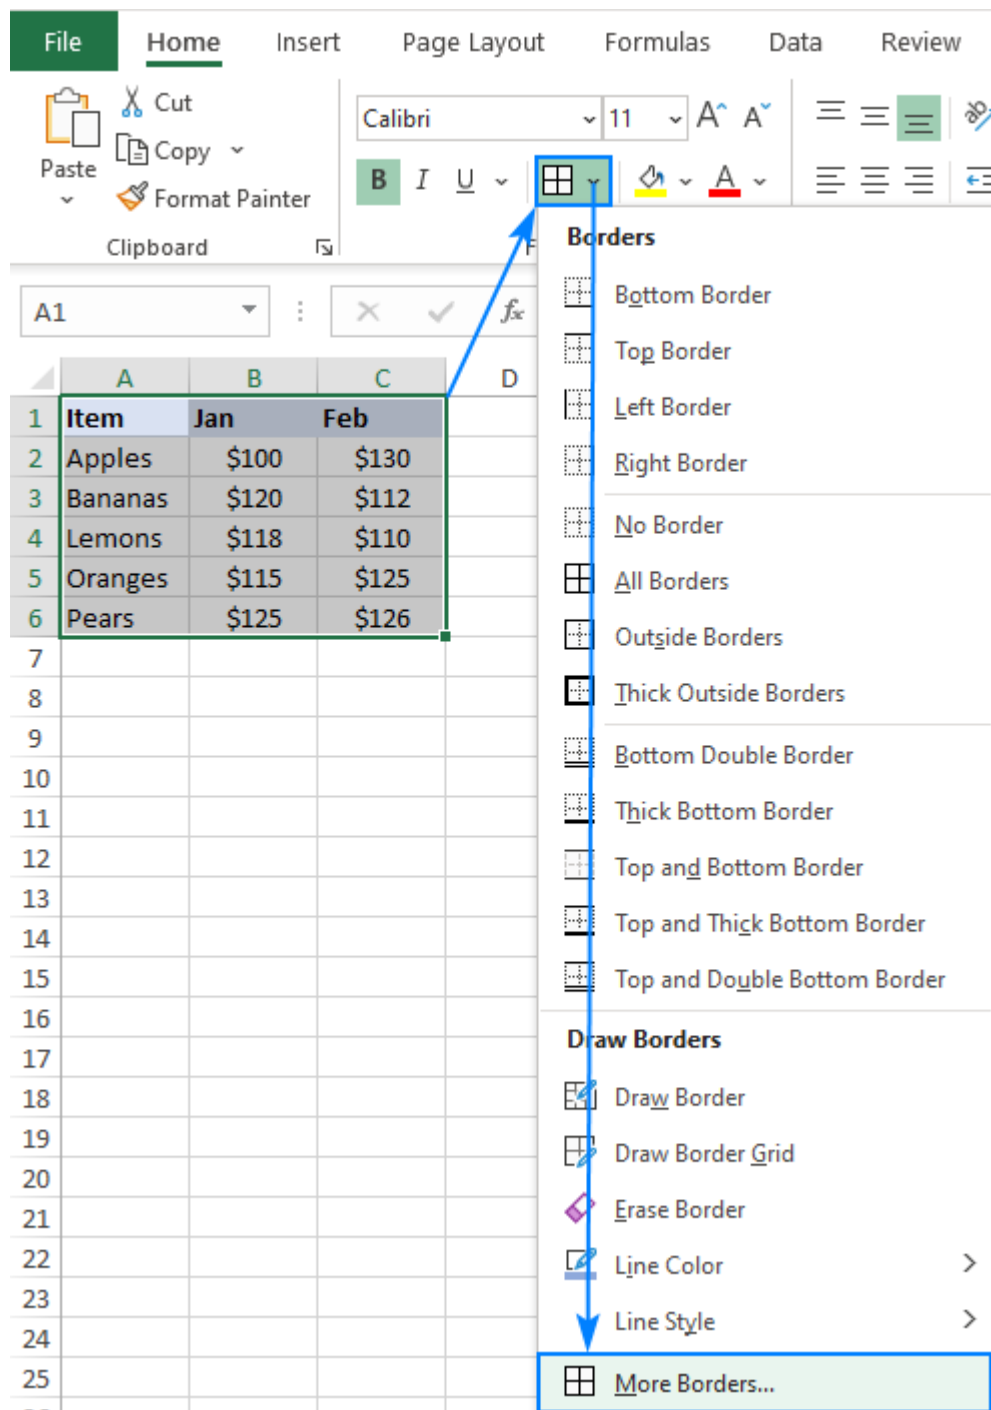 File Home Insert Page Layout Formulas Data Review
Cut
Copy
Paste
Format Painter
Clipboard
Calibri 11 A A ab
B I U A
F
A1 fx
A B C D
1 Item Jan Feb
2 Apples $100 $130
3 Bananas $120 $112
4 Lemons $118 $110
5 Oranges $115 $125
6 Pears $125 $126
7
8
9
10
11
12
13
14
15
16
17
18
19
20
21
22
23
24
25
Borders
Bottom Border
Top Border
Left Border
Right Border
No Border
All Borders
Outside Borders
Thick Outside Borders
Bottom Double Border
Thick Bottom Border
Top and Bottom Border
Top and Thick Bottom Border
Top and Double Bottom Border
Draw Borders
Draw Border
Draw Border Grid
Erase Border
Line Color
Line Style
More Borders...